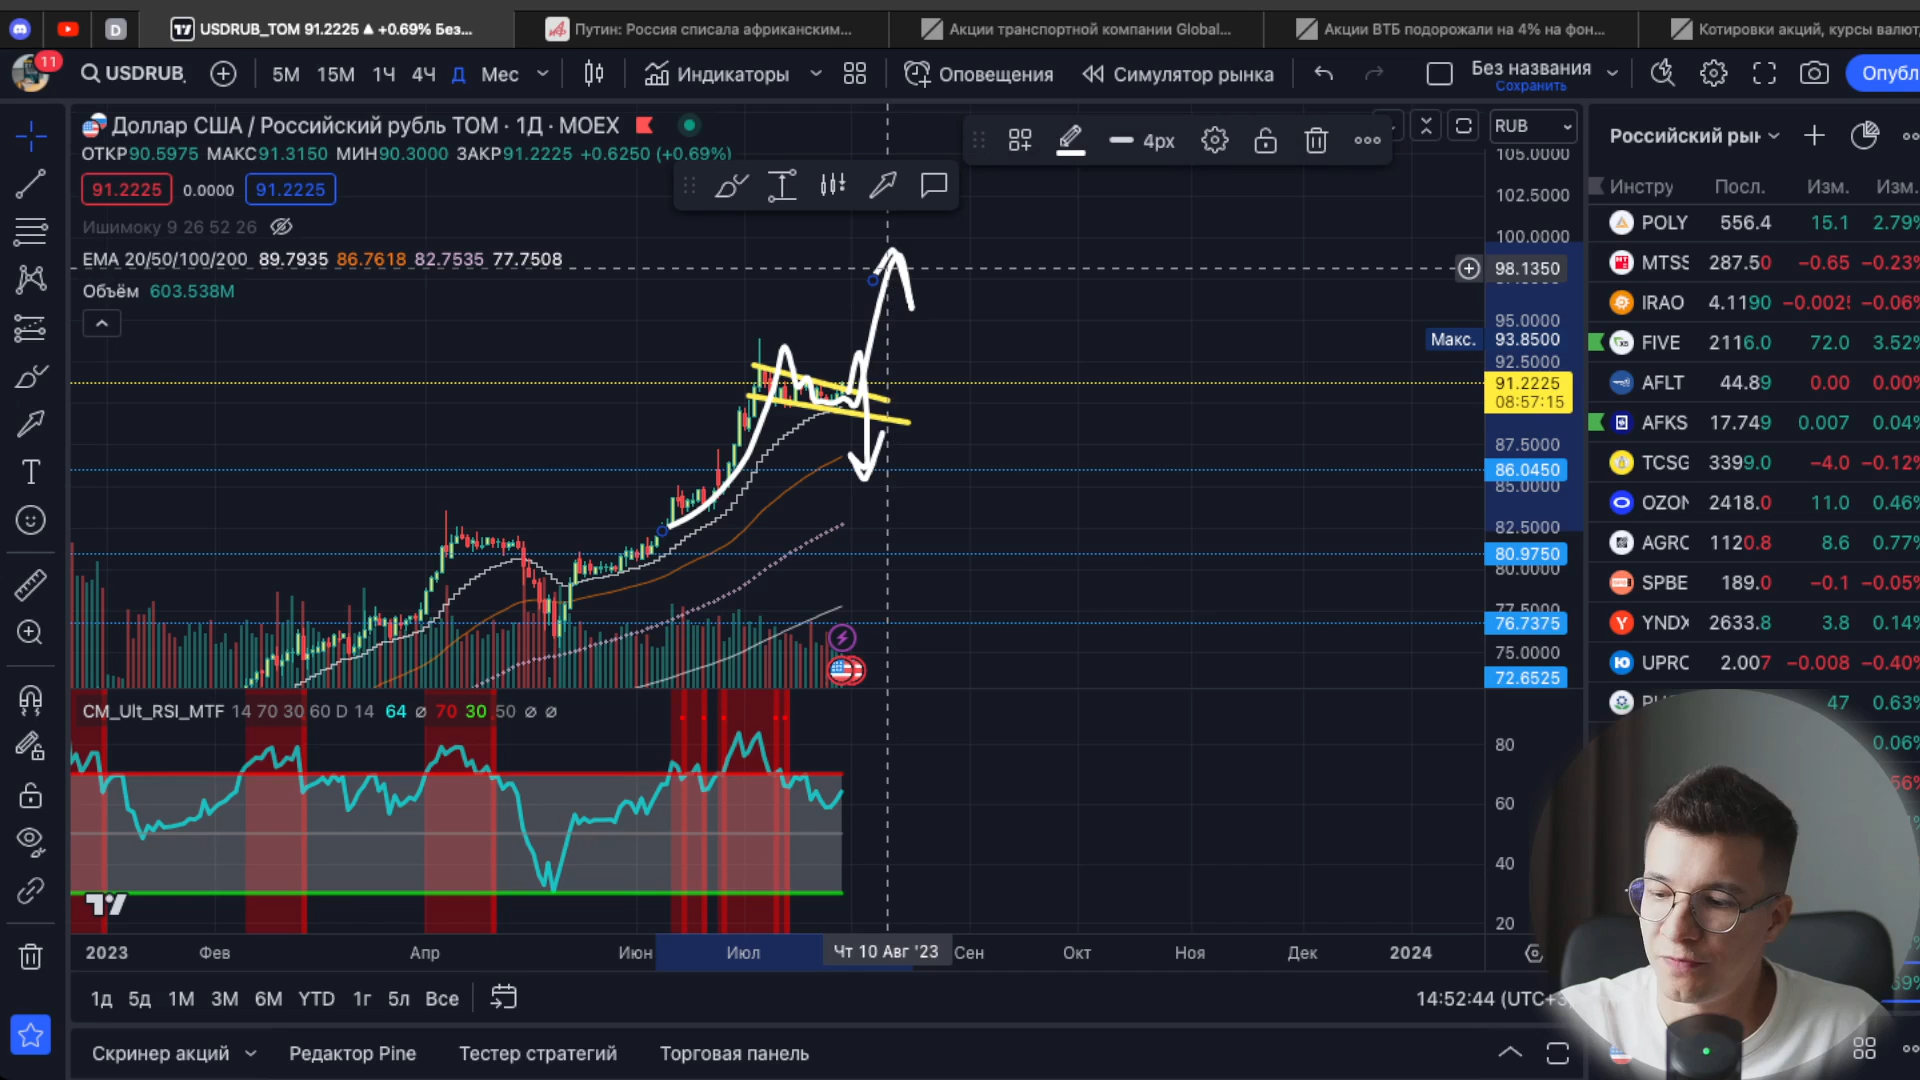 USDRUB_TOM 91.2225 ▲ +0.69% Без...
Путин: Россия списала африканским...
Акции транспортной компании Global...
Акции ВТБ подорожали на 4% на фон...
Котировки акций, курсы валют,
11
USDRUB
5М 15М 1Ч 4Ч Д Мес
Индикаторы
Оповещения
Симулятор рынка
Без названия
Сохранить
Опубл
Доллар США / Российский рубль ТОМ · 1Д · MOEX
ОТКР90.5975 МАКС91.3150 МИН90.3000 ЗАКР91.2225 +0.6250 (+0.69%)
91.2225 0.0000 91.2225
Ишимоку 9 26 52 26
EMA 20/50/100/200 89.7935 86.7618 82.7535 77.7508
Объём 603.538M
4px
RUB
105.0000
102.5000
100.0000
98.1350
95.0000
Макс. 93.8500
92.5000
91.2225
08:57:15
87.5000
86.0450
85.0000
82.5000
80.9750
80.0000
77.5000
76.7375
75.0000
72.6525
CM_Ult_RSI_MTF 14 70 30 60 D 14 64 ⌀ 70 30 50 ⌀ ⌀
80
60
40
20
2023 Фев Апр Июн Июл Чт 10 Авг '23 Сен Окт Ноя Дек 2024
1д 5д 1М 3М 6М YTD 1г 5л Все
14:52:44 (UTC+3
Скринер акций Редактор Pine Тестер стратегий Торговая панель
Российский рын
Инстру Посл. Изм. Изм.
POLY 556.4 15.1 2.79%
MTSS 287.50 −0.65 −0.23%
IRAO 4.1190 −0.002 −0.06%
FIVE 2116.0 72.0 3.52%
AFLT 44.89 0.00 0.00%
AFKS 17.749 0.007 0.04%
TCSG 3399.0 −4.0 −0.12%
OZON 2418.0 11.0 0.46%
AGRO 1120.8 8.6 0.77%
SPBE 189.0 −0.1 −0.05%
YNDX 2633.8 3.8 0.14%
UPRO 2.007 −0.008 −0.40%
47 0.63%
0.06%